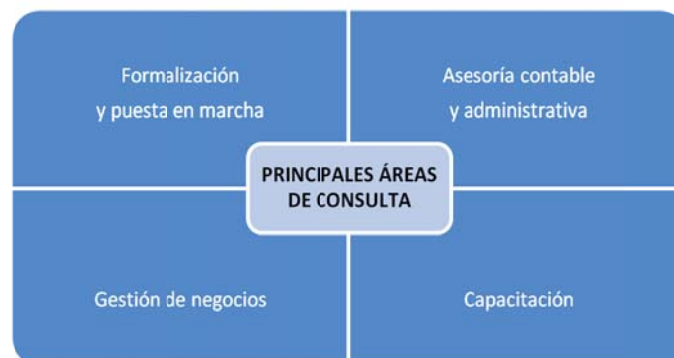 Formalización
y puesta en marcha
Asesoría contable
y administrativa
PRINCIPALES ÁREAS
DE CONSULTA
Gestión de negocios
Capacitación